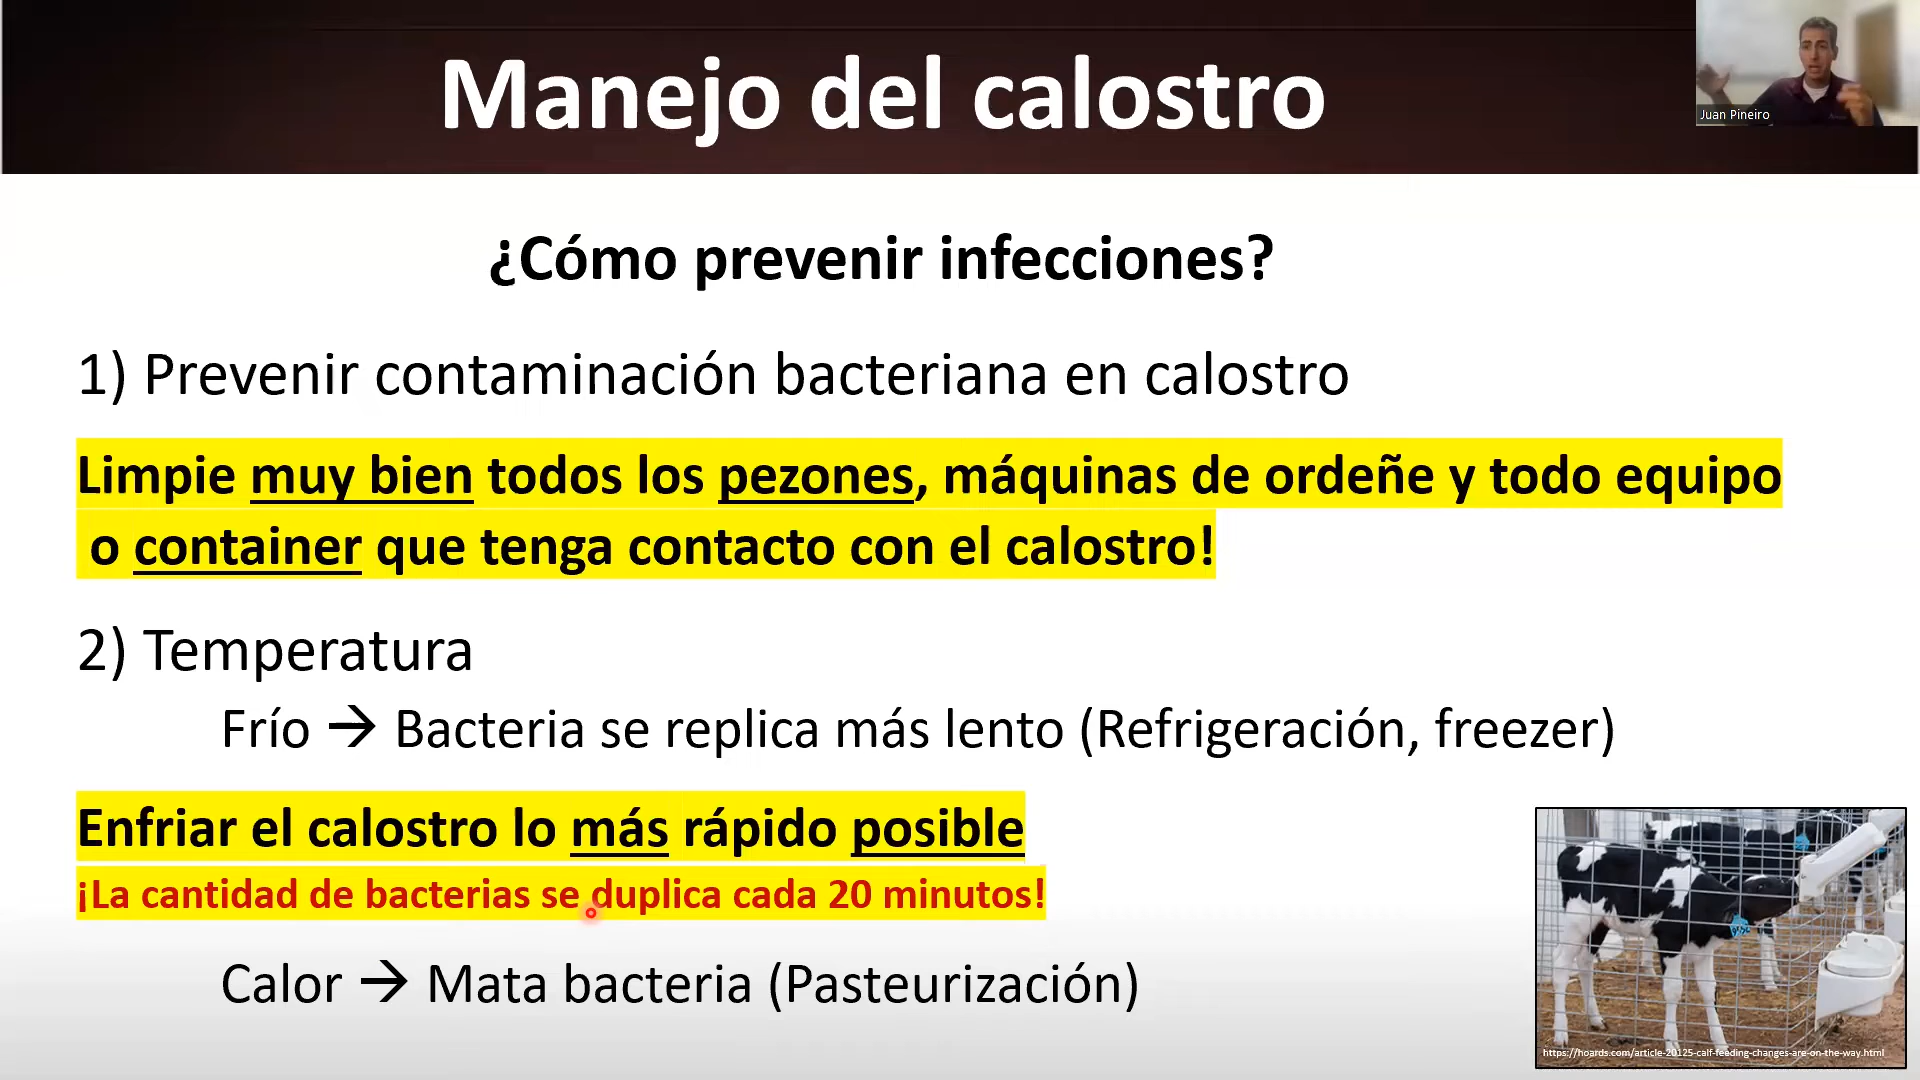 Manejo del calostro
Juan Pineiro
¿Cómo prevenir infecciones?
1) Prevenir contaminación bacteriana en calostro
Limpie muy bien todos los pezones, máquinas de ordeñe y todo equipo
o container que tenga contacto con el calostro!
2) Temperatura
Frío → Bacteria se replica más lento (Refrigeración, freezer)
Enfriar el calostro lo más rápido posible
¡La cantidad de bacterias se duplica cada 20 minutos!
Calor → Mata bacteria (Pasteurización)
https://hoards.com/article-20125-calf-feeding-changes-are-on-the-way.html